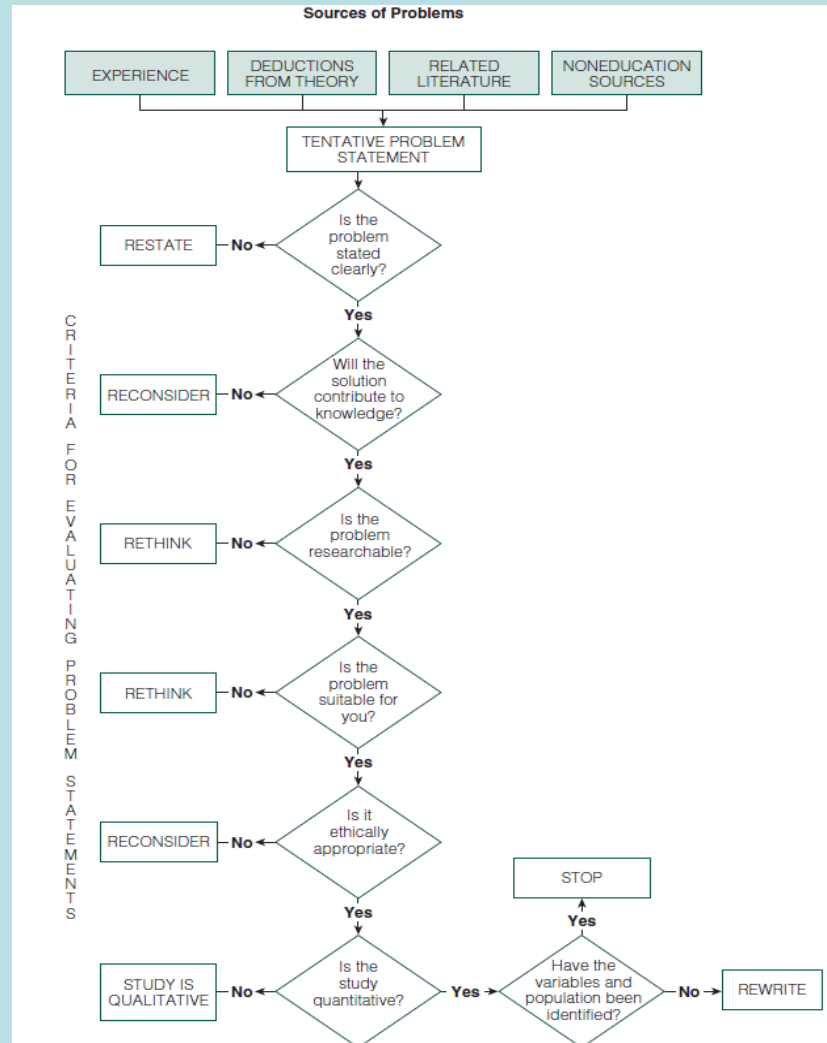 Sources of Problems
EXPERIENCE
DEDUCTIONS
FROM THEORY
RELATED
LITERATURE
NONEDUCATION
SOURCES
TENTATIVE PROBLEM
STATEMENT
Is the
problem
stated
clearly?
RESTATE
No
Yes
CRITERIA FOR EVALUATING PROBLEM STATEMENTS
Will the
solution
contribute to
knowledge?
RECONSIDER
No
Yes
Is the
problem
researchable?
RETHINK
No
Yes
Is the
problem
suitable for
you?
RETHINK
No
Yes
Is it
ethically
appropriate?
RECONSIDER
No
Yes
Is the
study
quantitative?
STUDY IS
QUALITATIVE
No
Yes
Have the
variables and
population been
identified?
Yes
STOP
No
REWRITE